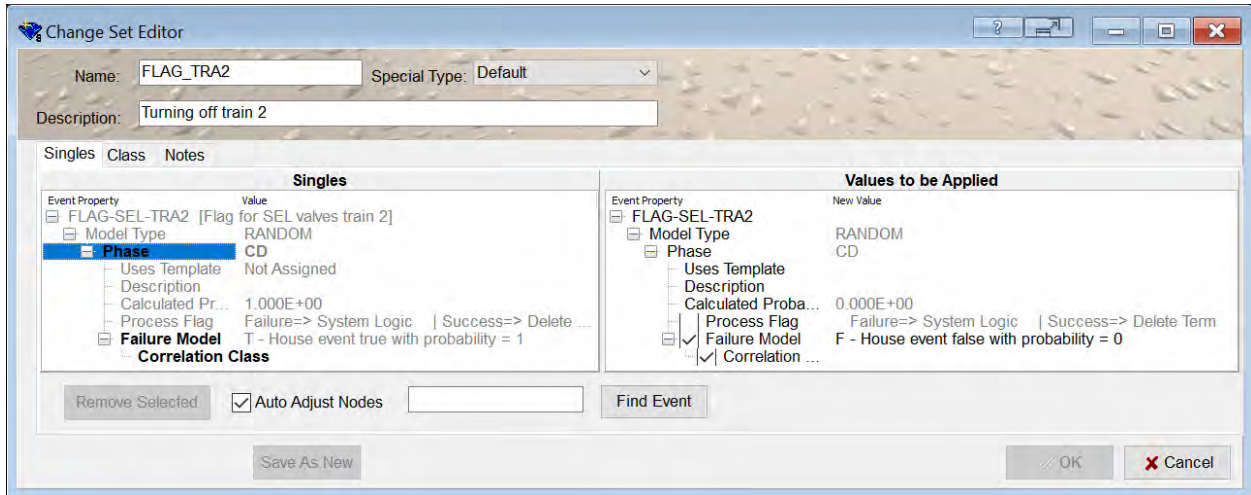 Change Set Editor
Name: FLAG_TRA2 Special Type: Default
Description: Turning off train 2
Singles Class Notes
Singles
Event Property Value
FLAG-SEL-TRA2 [Flag for SEL valves train 2]
Model Type RANDOM
Phase CD
Uses Template Not Assigned
Description
Calculated Pr... 1.000E+00
Process Flag Failure=> System Logic | Success=> Delete ...
Failure Model T - House event true with probability = 1
Correlation Class
Values to be Applied
Event Property New Value
FLAG-SEL-TRA2
Model Type RANDOM
Phase CD
Uses Template
Description
Calculated Proba... 0.000E+00
Process Flag Failure=> System Logic | Success=> Delete Term
Failure Model F - House event false with probability = 0
Correlation ...
Remove Selected Auto Adjust Nodes Find Event
Save As New OK Cancel